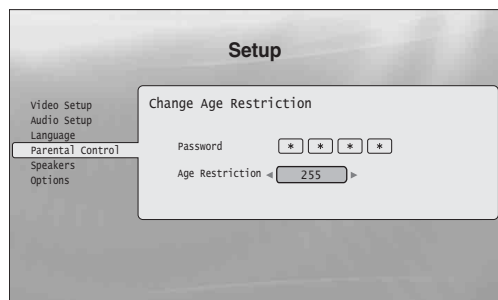 Setup
Video Setup
Audio Setup
Language
Parental Control
Speakers
Options
Change Age Restriction
Password * * * *
Age Restriction ◀ 255 ▶